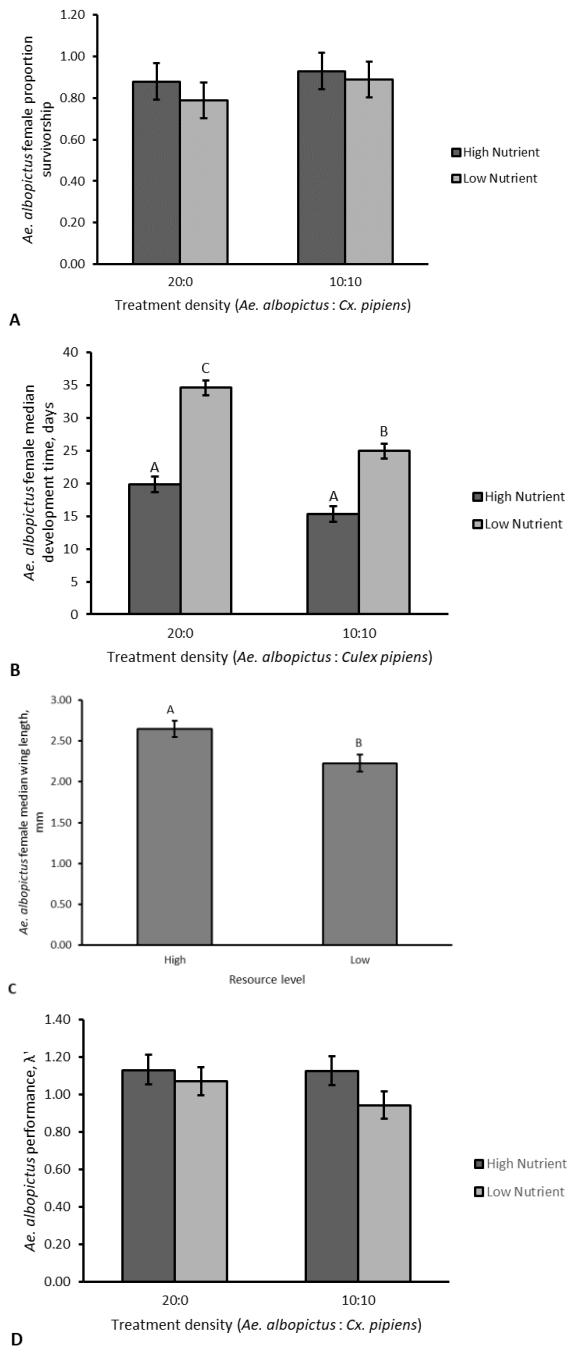 1.20
1.00
0.80
0.60
0.40
0.20
0.00
Ae. albopictus female proportion
survivorship
High Nutrient
Low Nutrient
20:0
10:10
Treatment density (Ae. albopictus : Cx. pipiens)
A
40
35
30
25
20
15
10
5
0
Ae. albopictus female median
development time, days
A
C
A
B
High Nutrient
Low Nutrient
20:0
10:10
Treatment density (Ae. albopictus : Culex pipiens)
B
3.00
2.50
2.00
1.50
1.00
0.50
0.00
Ae. albopictus female median wing length,
mm
A
B
High
Low
Resource level
C
1.40
1.20
1.00
0.80
0.60
0.40
0.20
0.00
Ae. albopictus performance, λ'
High Nutrient
Low Nutrient
20:0
10:10
Treatment density (Ae. albopictus : Cx. pipiens)
D